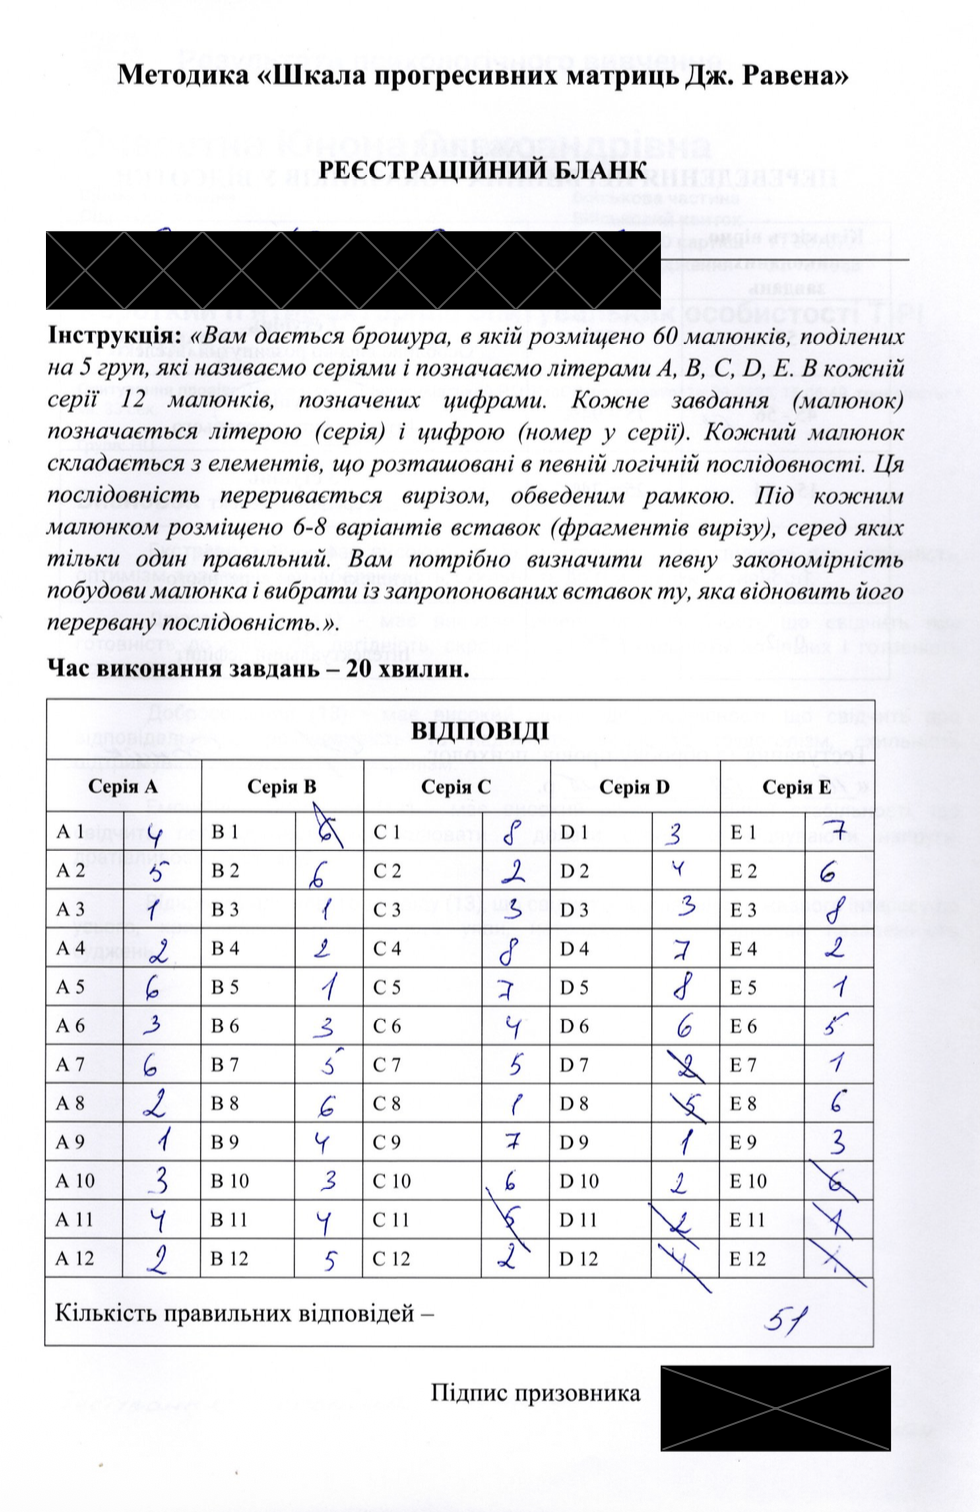 Методика «Шкала прогресивних матриць Дж. Равена»
РЕЄСТРАЦІЙНИЙ БЛАНК
Інструкція: «Вам дається брошура, в якій розміщено 60 малюнків, поділених
на 5 груп, які називаємо серіями і позначаємо літерами А, В, С, D, Е. В кожній
серії 12 малюнків, позначених цифрами. Кожне завдання (малюнок)
позначається літерою (серія) і цифрою (номер у серії). Кожний малюнок
складається з елементів, що розташовані в певній логічній послідовності. Ця
послідовність переривається вирізом, обведеним рамкою. Під кожним
малюнком розміщено 6-8 варіантів вставок (фрагментів вирізу), серед яких
тільки один правильний. Вам потрібно визначити певну закономірність
побудови малюнка і вибрати із запропонованих вставок ту, яка відновить його
перервану послідовність.».
Час виконання завдань – 20 хвилин.
ВІДПОВІДІ
Серія А Серія В Серія С Серія D Серія Е
А 1 4 В 1 6 С 1 8 D 1 3 Е 1 7
А 2 5 В 2 6 С 2 2 D 2 4 Е 2 6
А 3 1 В 3 1 С 3 3 D 3 3 Е 3 8
А 4 2 В 4 2 С 4 8 D 4 7 Е 4 2
А 5 6 В 5 1 С 5 7 D 5 8 Е 5 1
А 6 3 В 6 3 С 6 4 D 6 6 Е 6 5
А 7 6 В 7 5 С 7 5 D 7 2 Е 7 1
А 8 2 В 8 6 С 8 1 D 8 5 Е 8 6
А 9 1 В 9 4 С 9 7 D 9 1 Е 9 3
А 10 3 В 10 3 С 10 6 D 10 2 Е 10 6
А 11 4 В 11 4 С 11 5 D 11 2 Е 11 1
А 12 2 В 12 5 С 12 2 D 12 4 Е 12
Кількість правильних відповідей – 51
Підпис призовника